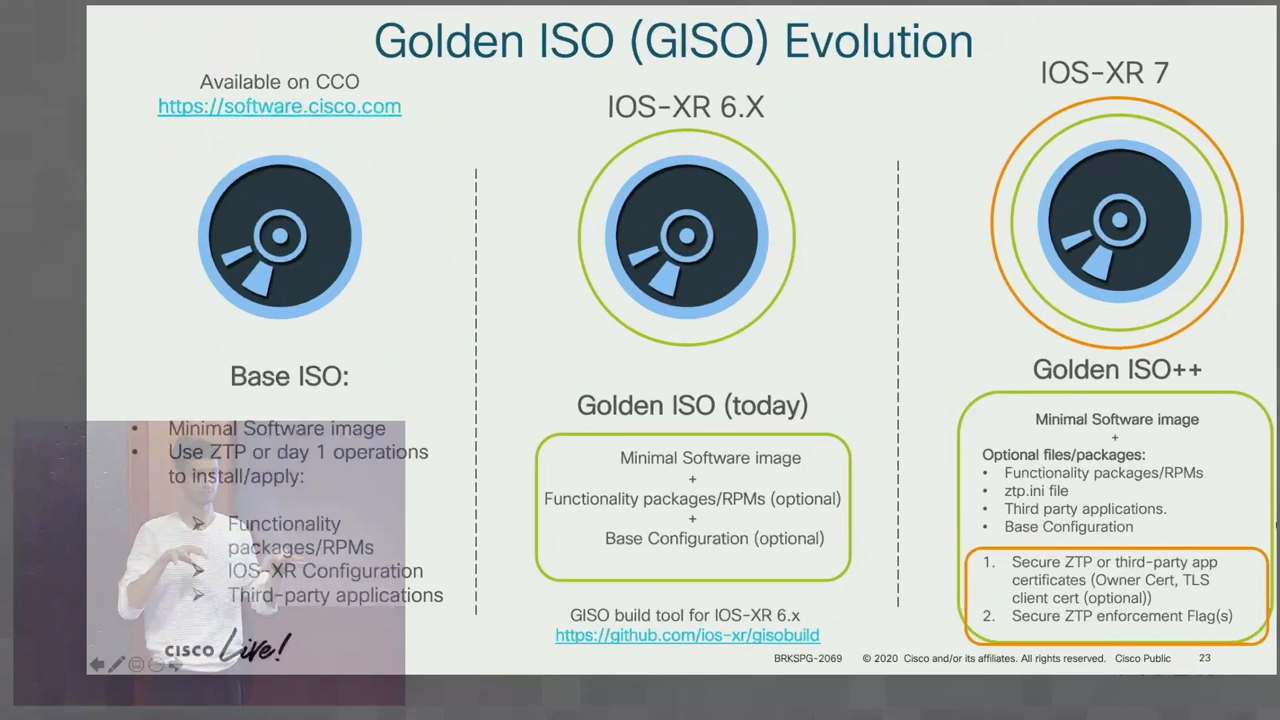 Golden ISO (GISO) Evolution
Available on CCO
https://software.cisco.com
Base ISO:
• Minimal Software image
• Use ZTP or day 1 operations
to install/apply:
➢ Functionality
packages/RPMs
➢ IOS-XR Configuration
➢ Third-party applications
CISCO Live!
IOS-XR 6.X
Golden ISO (today)
Minimal Software image
+
Functionality packages/RPMs (optional)
+
Base Configuration (optional)
GISO build tool for IOS-XR 6.x
https://github.com/ios-xr/gisobuild
IOS-XR 7
Golden ISO++
Minimal Software image
+
Optional files/packages:
• Functionality packages/RPMs
• ztp.ini file
• Third party applications.
• Base Configuration
1. Secure ZTP or third-party app
certificates (Owner Cert, TLS
client cert (optional))
2. Secure ZTP enforcement Flag(s)
BRKSPG-2069 © 2020 Cisco and/or its affiliates. All rights reserved. Cisco Public 23